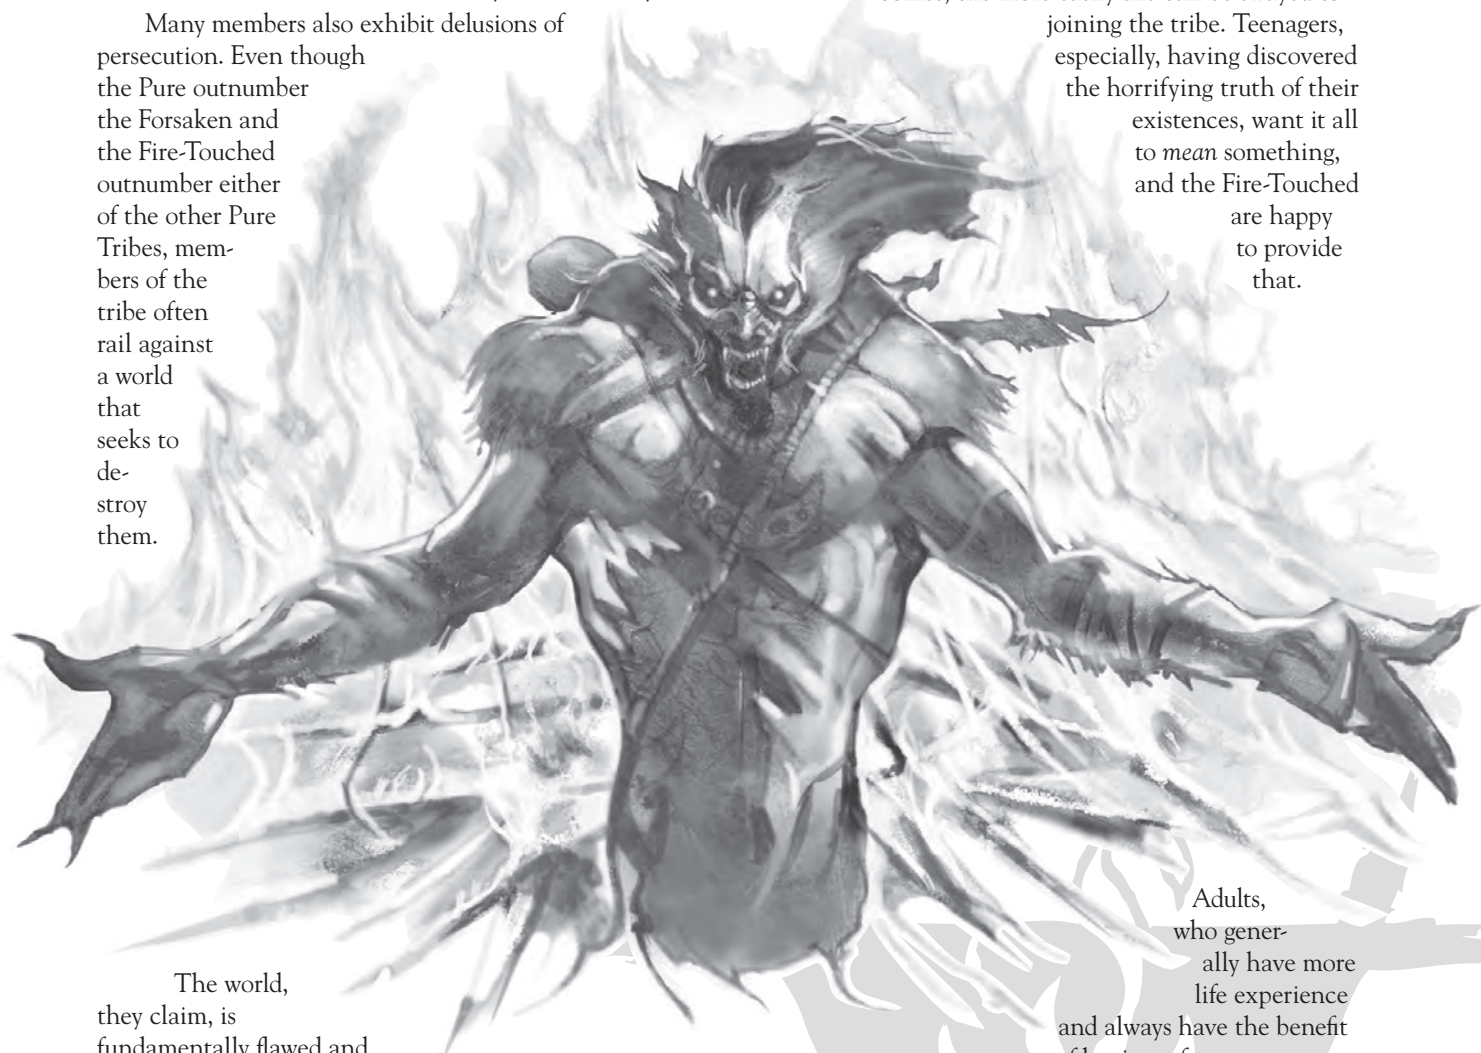 Many members also exhibit delusions of
persecution. Even though
the Pure outnumber
the Forsaken and
the Fire-Touched
outnumber either
of the other Pure
Tribes, mem-
bers of the
tribe often
rail against
a world
that
seeks to
de-
stroy
them.
The world,
they claim, is
fundamentally flawed and
joining the tribe. Teenagers,
especially, having discovered
the horrifying truth of their
existences, want it all
to mean something,
and the Fire-Touched
are happy
to provide
that.
Adults,
who gener-
ally have more
life experience
and always have the benefit